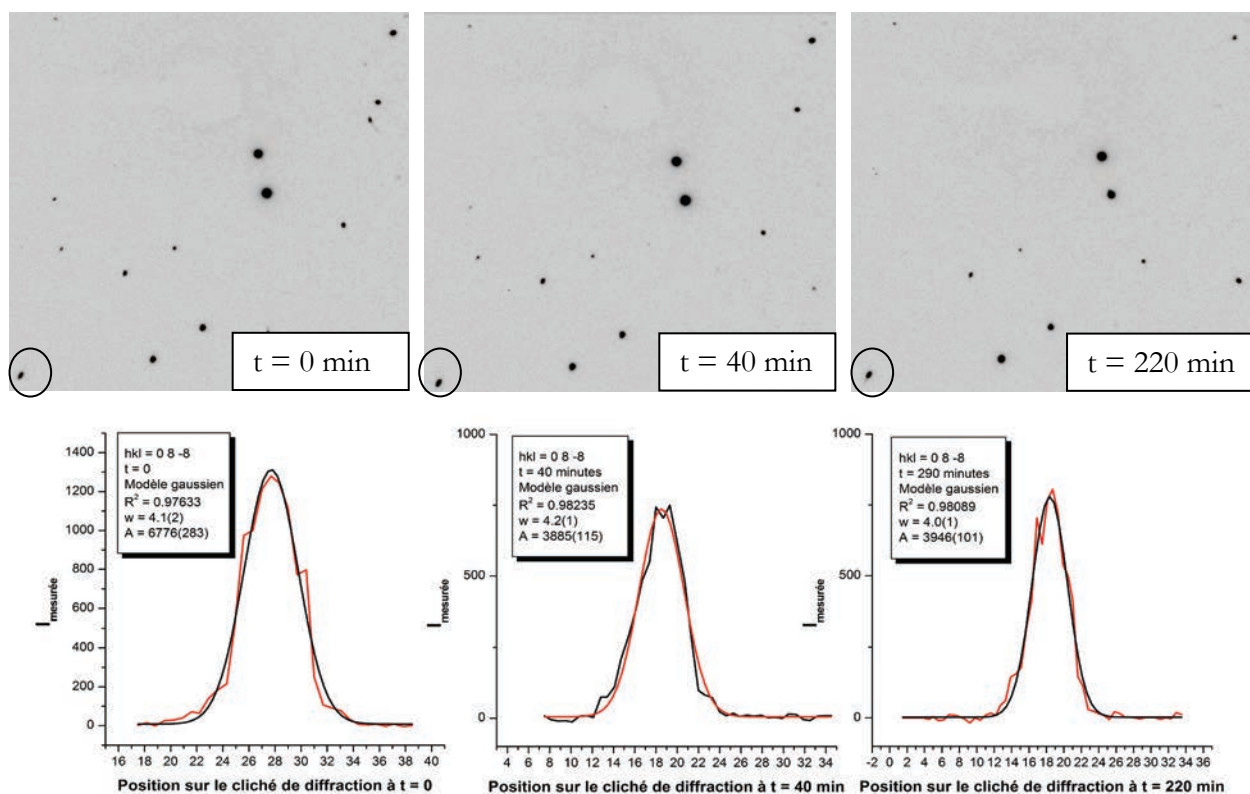 t = 0 min
t = 40 min
t = 220 min
hkl = 0 8 -8
t = 0
Modèle gaussien
R² = 0.97633
w = 4.1(2)
A = 6776(283)
1400
1200
1000
800
600
400
200
0
I mesurée
16 18 20 22 24 26 28 30 32 34 36 38 40
Position sur le cliché de diffraction à t = 0
hkl = 0 8 -8
t = 40 minutes
Modèle gaussien
R² = 0.98235
w = 4.2(1)
A = 3885(115)
1000
500
0
I mesurée
4 6 8 10 12 14 16 18 20 22 24 26 28 30 32 34
Position sur le cliché de diffraction à t = 40 min
hkl = 0 8 -8
t = 290 minutes
Modèle gaussien
R² = 0.98089
w = 4.0(1)
A = 3946(101)
1000
500
0
I mesurée
-2 0 2 4 6 8 10 12 14 16 18 20 22 24 26 28 30 32 34 36
Position sur le cliché de diffraction à t = 220 min